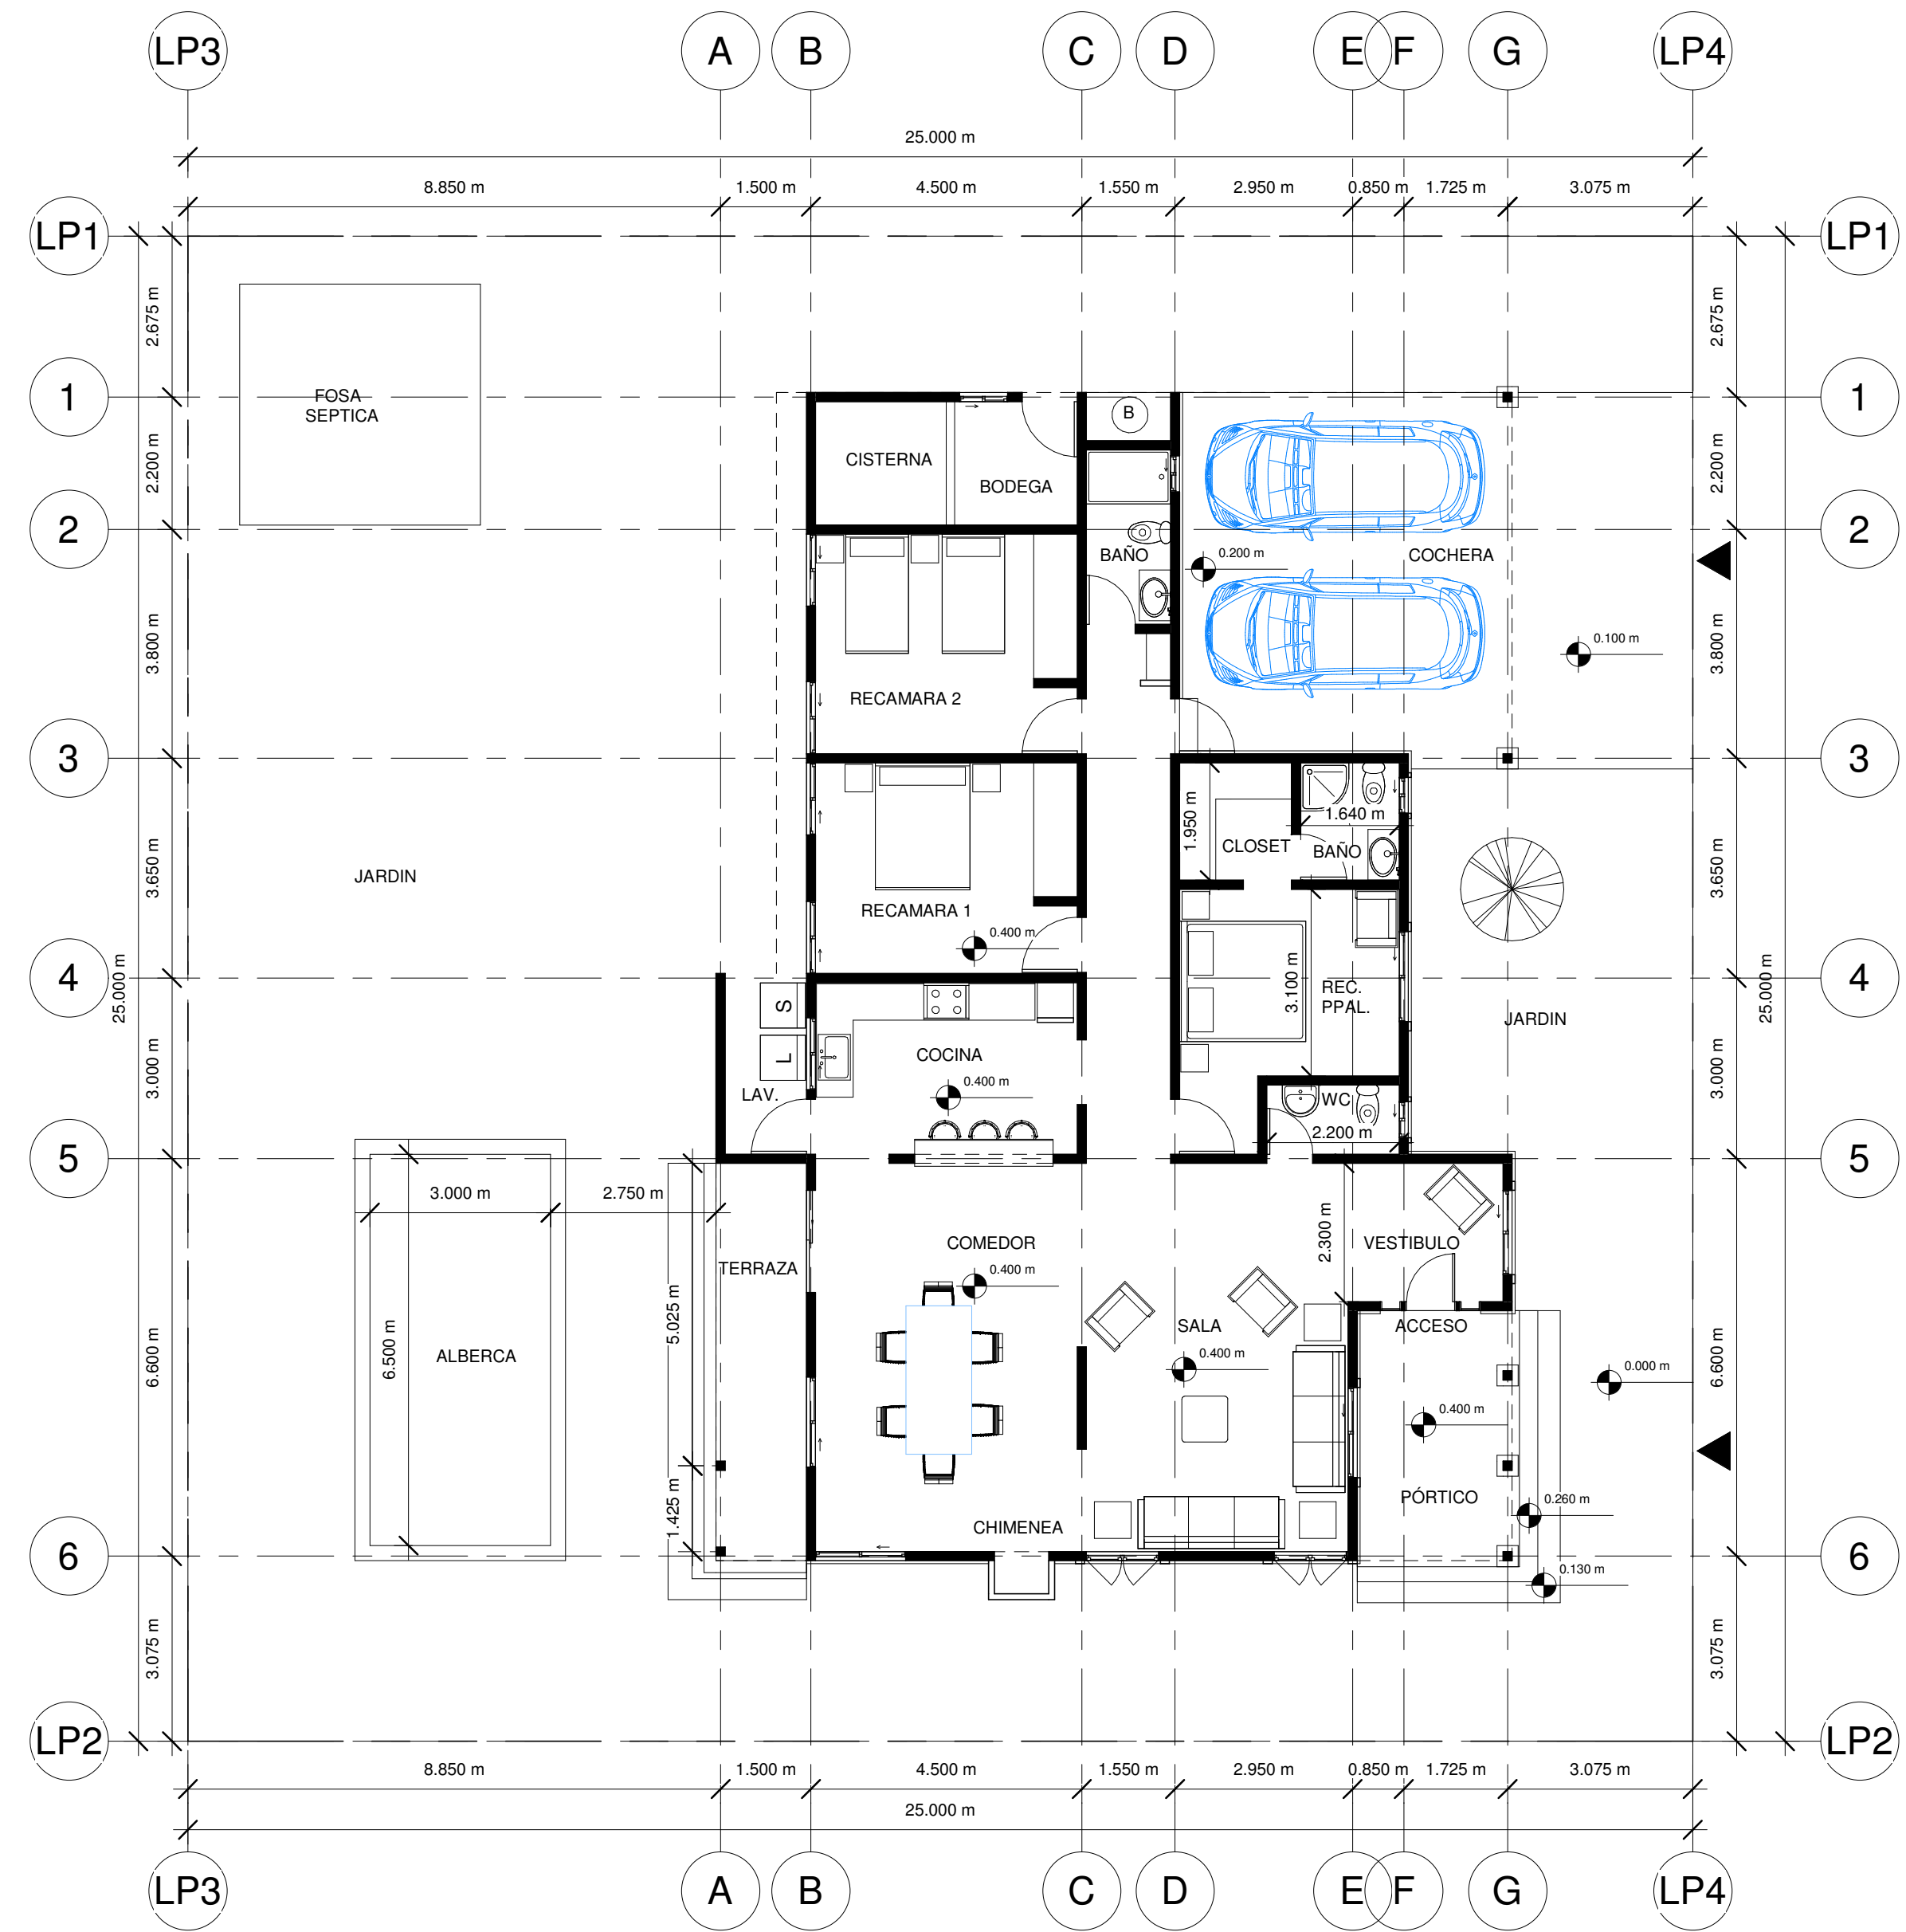 LP3 A B C D E F G LP4
25.000 m
8.850 m 1.500 m 4.500 m 1.550 m 2.950 m 0.850 m 1.725 m 3.075 m
LP1 LP1
2.675 m 2.675 m
FOSA
SEPTICA
1 1
B
CISTERNA
BODEGA
2.200 m 2.200 m
2 2
BAÑO
0.200 m
COCHERA
0.100 m
3.800 m 3.800 m
RECAMARA 2
3 3
1.950 m
1.640 m
CLOSET
BAÑO
3.650 m 3.650 m
JARDIN
RECAMARA 1
0.400 m
4 4
25.000 m 25.000 m
3.100 m
REC.
PPAL.
JARDIN
S
L
COCINA
0.400 m
3.000 m 3.000 m
LAV.
WC
2.200 m
5 5
3.000 m
2.750 m
2.300 m
COMEDOR
VESTIBULO
TERRAZA
0.400 m
5.025 m
SALA
ACCESO
6.500 m
ALBERCA
0.400 m
0.000 m
6.600 m 6.600 m
0.400 m
PÓRTICO
1.425 m
CHIMENEA
0.260 m
6 6
0.130 m
3.075 m 3.075 m
LP2 LP2
8.850 m 1.500 m 4.500 m 1.550 m 2.950 m 0.850 m 1.725 m 3.075 m
25.000 m
LP3 A B C D E F G LP4